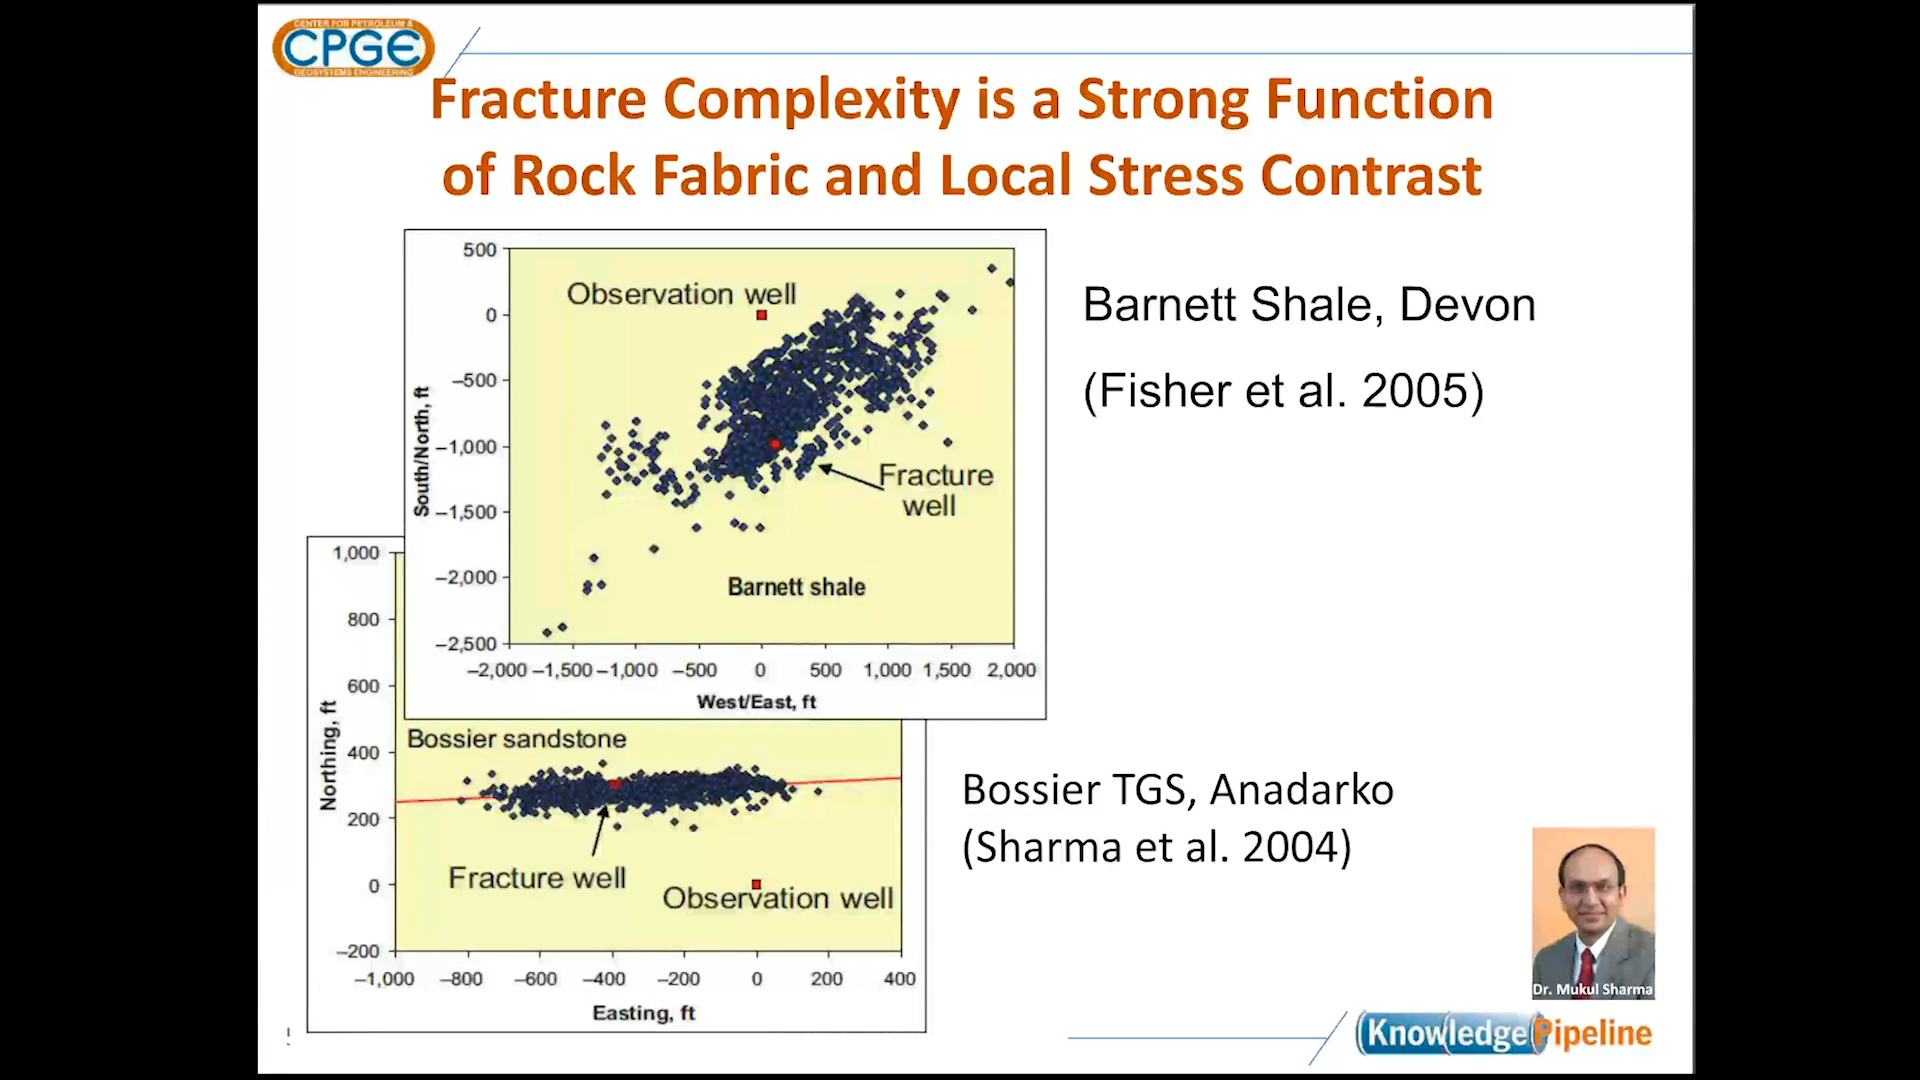 CENTER FOR PETROLEUM &
CPGE
GEOSYSTEMS ENGINEERING
Fracture Complexity is a Strong Function
of Rock Fabric and Local Stress Contrast
500
0
–500
–1,000
–1,500
–2,000
–2,500
South/North, ft
Observation well
Fracture
well
Barnett shale
–2,000 –1,500 –1,000 –500 0 500 1,000 1,500 2,000
West/East, ft
Barnett Shale, Devon
(Fisher et al. 2005)
1,000
800
600
400
200
0
–200
Northing, ft
Bossier sandstone
Fracture well
Observation well
–1,000 –800 –600 –400 –200 0 200 400
Easting, ft
Bossier TGS, Anadarko
(Sharma et al. 2004)
Dr. Mukul Sharma
Knowledge Pipeline